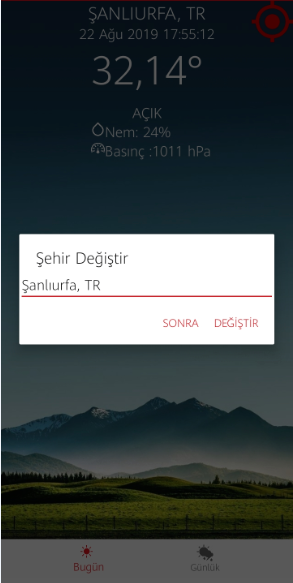 ŞANLIURFA, TR
22 Ağu 2019 17:55:12
32,14°
AÇIK
Nem: 24%
Basınç :1011 hPa
Şehir Değiştir
Şanlıurfa, TR
SONRA DEĞİŞTİR
Bugün Günlük